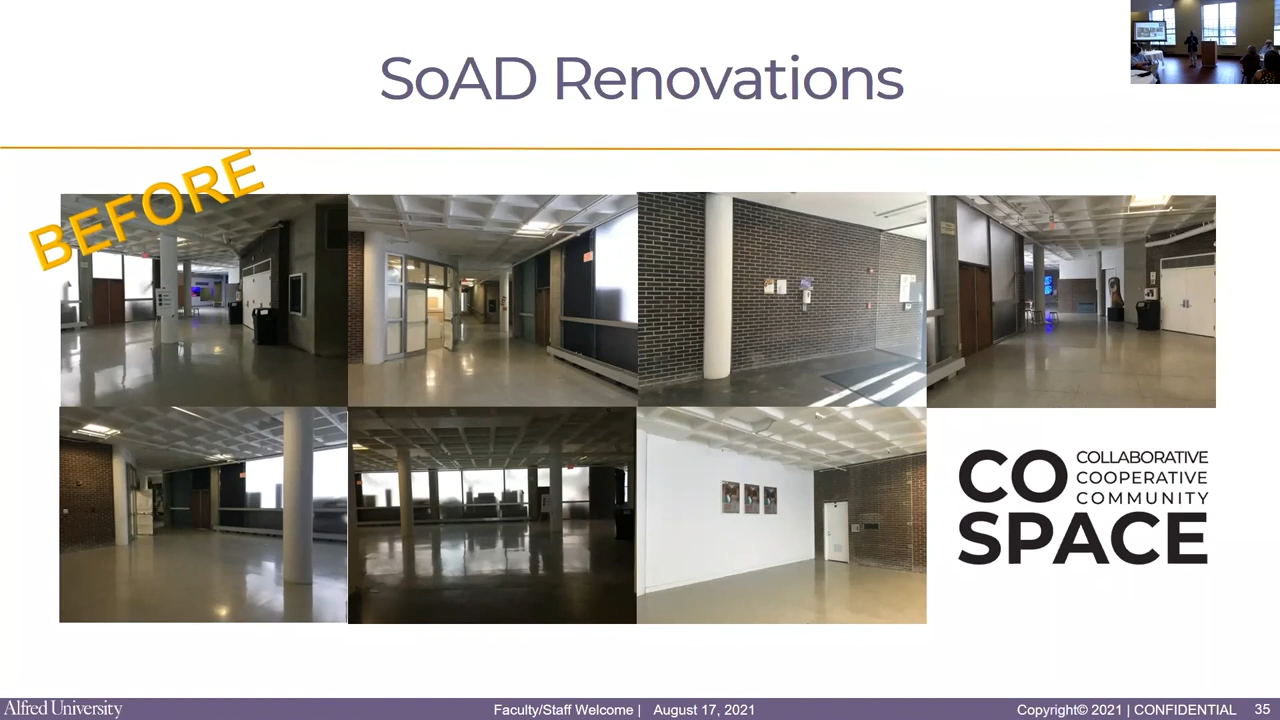 SoAD Renovations
BEFORE
CO
COLLABORATIVE
COOPERATIVE
COMMUNITY
SPACE
Alfred University
Faculty/Staff Welcome | August 17, 2021
Copyright© 2021 | CONFIDENTIAL 35